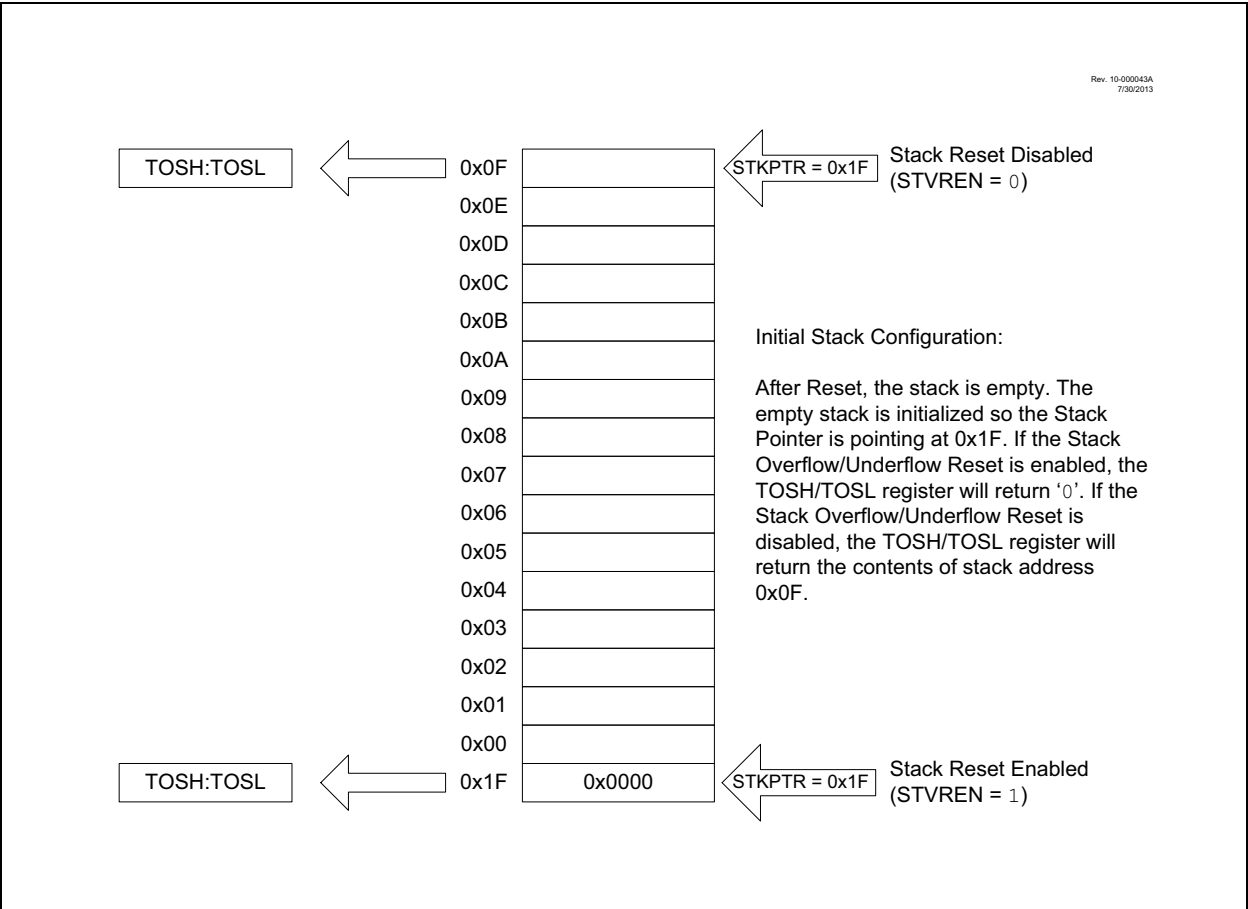 Rev. 10-000043A
7/30/2013
TOSH:TOSL
0x0F
STKPTR = 0x1F
Stack Reset Disabled
(STVREN = 0)
0x0E
0x0D
0x0C
0x0B
0x0A
0x09
0x08
0x07
0x06
0x05
0x04
0x03
0x02
0x01
0x00
Initial Stack Configuration:
After Reset, the stack is empty. The
empty stack is initialized so the Stack
Pointer is pointing at 0x1F. If the Stack
Overflow/Underflow Reset is enabled, the
TOSH/TOSL register will return ‘0’. If the
Stack Overflow/Underflow Reset is
disabled, the TOSH/TOSL register will
return the contents of stack address
0x0F.
TOSH:TOSL
0x1F
0x0000
STKPTR = 0x1F
Stack Reset Enabled
(STVREN = 1)